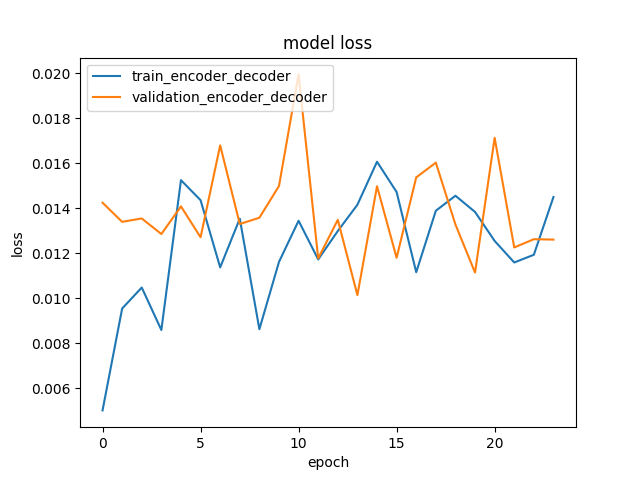 model loss
train_encoder_decoder
validation_encoder_decoder
loss
0.020
0.018
0.016
0.014
0.012
0.010
0.008
0.006
0 5 10 15 20
epoch